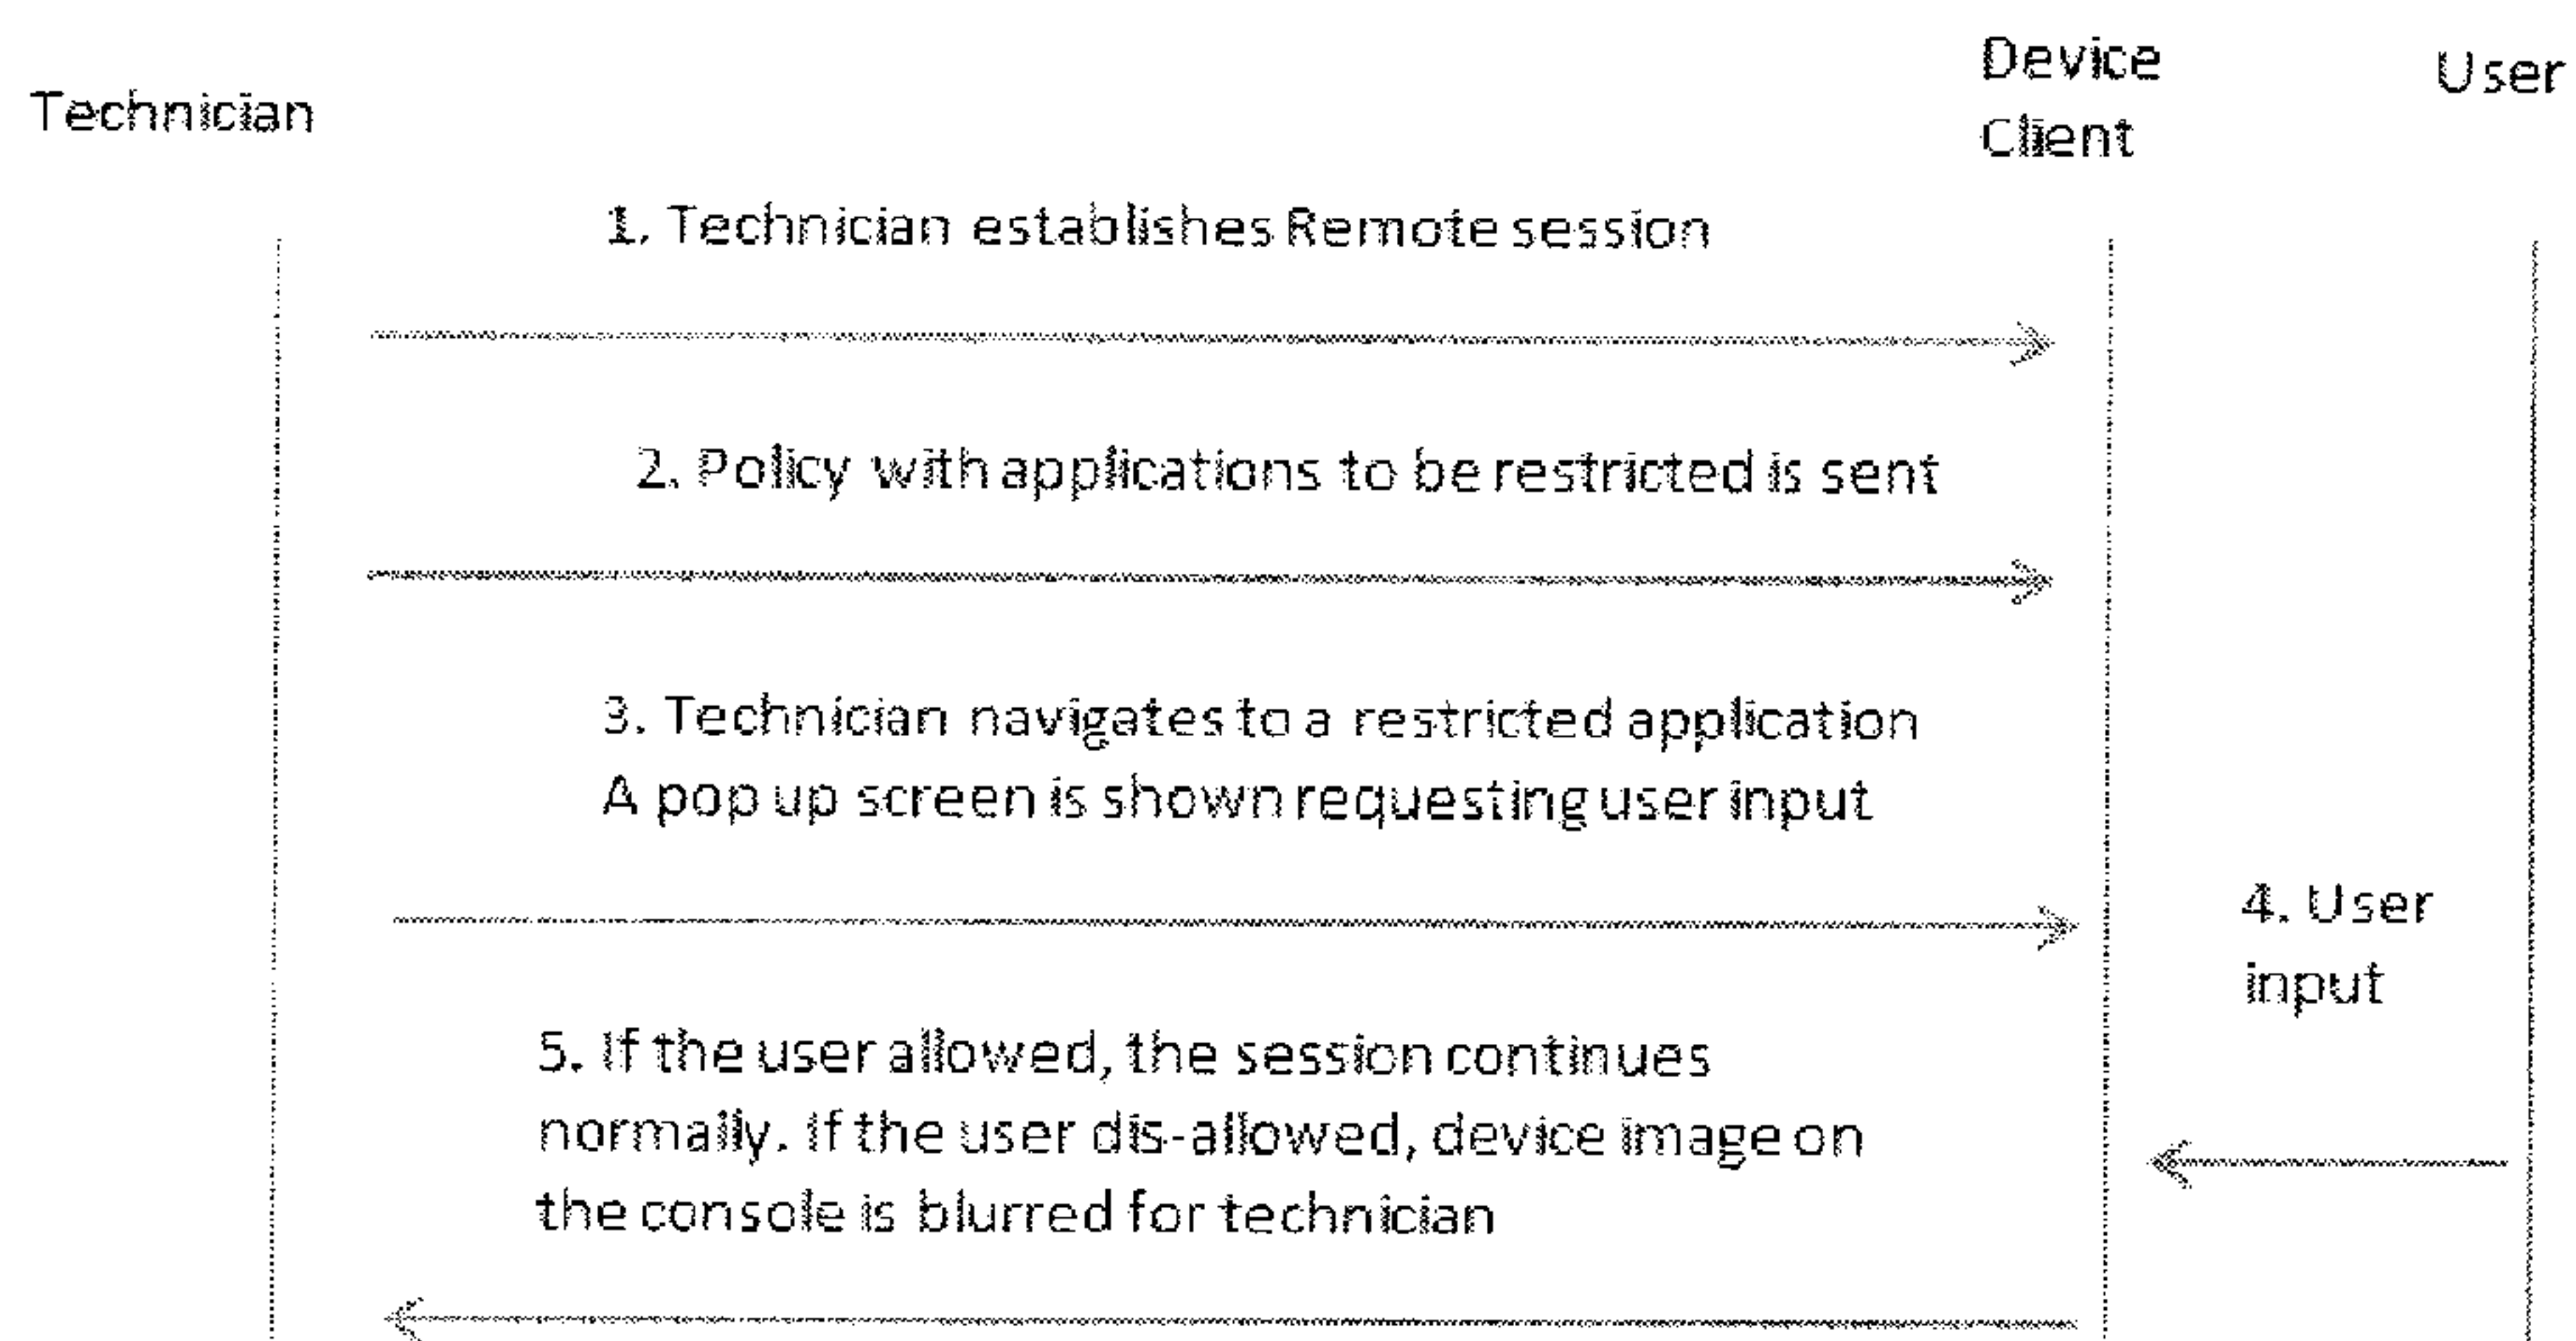 Technician
Device
Client
User
1. Technician establishes Remote session
2. Policy with applications to be restricted is sent
3. Technician navigates to a restricted application
A pop up screen is shown requesting user input
4. User
input
5. If the user allowed, the session continues
normally. If the user dis-allowed, device image on
the console is blurred for technician